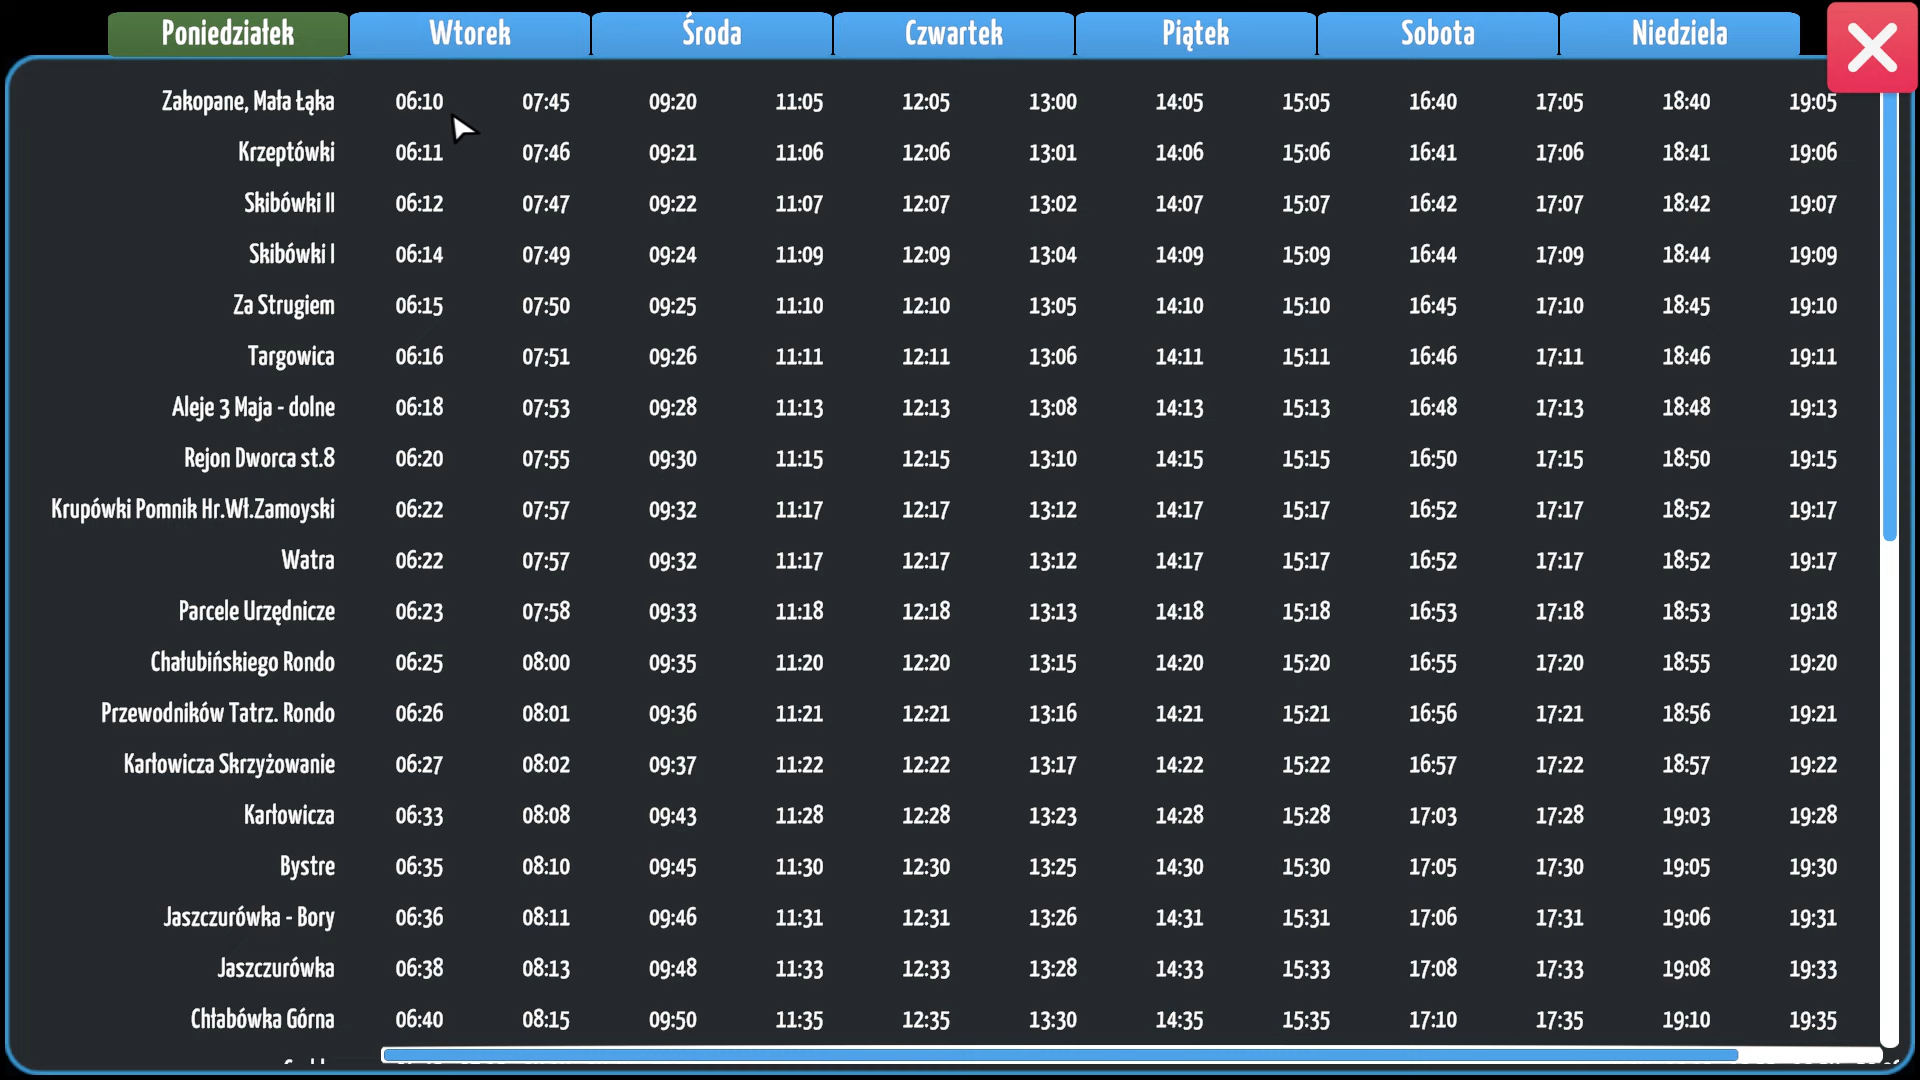 Poniedziałek Wtorek Środa Czwartek Piątek Sobota Niedziela
Zakopane, Mała Łąka 06:10 07:45 09:20 11:05 12:05 13:00 14:05 15:05 16:40 17:05 18:40 19:05
Krzeptówki 06:11 07:46 09:21 11:06 12:06 13:01 14:06 15:06 16:41 17:06 18:41 19:06
Skibówki II 06:12 07:47 09:22 11:07 12:07 13:02 14:07 15:07 16:42 17:07 18:42 19:07
Skibówki I 06:14 07:49 09:24 11:09 12:09 13:04 14:09 15:09 16:44 17:09 18:44 19:09
Za Strugiem 06:15 07:50 09:25 11:10 12:10 13:05 14:10 15:10 16:45 17:10 18:45 19:10
Targowica 06:16 07:51 09:26 11:11 12:11 13:06 14:11 15:11 16:46 17:11 18:46 19:11
Aleje 3 Maja - dolne 06:18 07:53 09:28 11:13 12:13 13:08 14:13 15:13 16:48 17:13 18:48 19:13
Rejon Dworca st.8 06:20 07:55 09:30 11:15 12:15 13:10 14:15 15:15 16:50 17:15 18:50 19:15
Krupówki Pomnik Hr.Wł.Zamoyski 06:22 07:57 09:32 11:17 12:17 13:12 14:17 15:17 16:52 17:17 18:52 19:17
Watra 06:22 07:57 09:32 11:17 12:17 13:12 14:17 15:17 16:52 17:17 18:52 19:17
Parcele Urzędnicze 06:23 07:58 09:33 11:18 12:18 13:13 14:18 15:18 16:53 17:18 18:53 19:18
Chałubińskiego Rondo 06:25 08:00 09:35 11:20 12:20 13:15 14:20 15:20 16:55 17:20 18:55 19:20
Przewodników Tatrz. Rondo 06:26 08:01 09:36 11:21 12:21 13:16 14:21 15:21 16:56 17:21 18:56 19:21
Karłowicza Skrzyżowanie 06:27 08:02 09:37 11:22 12:22 13:17 14:22 15:22 16:57 17:22 18:57 19:22
Karłowicza 06:33 08:08 09:43 11:28 12:28 13:23 14:28 15:28 17:03 17:28 19:03 19:28
Bystre 06:35 08:10 09:45 11:30 12:30 13:25 14:30 15:30 17:05 17:30 19:05 19:30
Jaszczurówka - Bory 06:36 08:11 09:46 11:31 12:31 13:26 14:31 15:31 17:06 17:31 19:06 19:31
Jaszczurówka 06:38 08:13 09:48 11:33 12:33 13:28 14:33 15:33 17:08 17:33 19:08 19:33
Chłabówka Górna 06:40 08:15 09:50 11:35 12:35 13:30 14:35 15:35 17:10 17:35 19:10 19:35